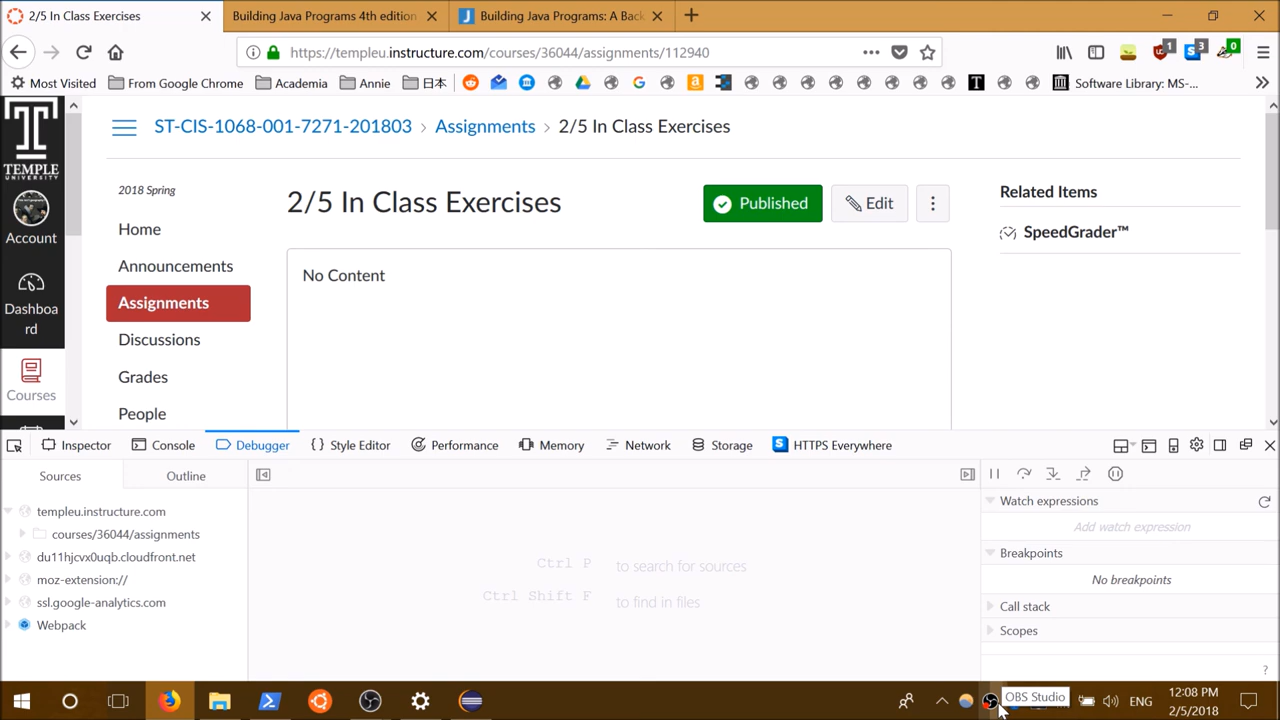 2/5 In Class Exercises
Building Java Programs 4th edition
Building Java Programs: A Back
https://templeu.instructure.com/courses/36044/assignments/112940
1
3
0
Most Visited
From Google Chrome
Academia
Annie
日本
Software Library: MS-...
TEMPLE
UNIVERSITY
Account
Dashboa
rd
Courses
ST-CIS-1068-001-7271-201803 › Assignments › 2/5 In Class Exercises
2018 Spring
Home
Announcements
Assignments
Discussions
Grades
People
2/5 In Class Exercises
Published
Edit
No Content
Related Items
SpeedGrader™
Inspector
Console
Debugger
Style Editor
Performance
Memory
Network
Storage
HTTPS Everywhere
Sources
Outline
templeu.instructure.com
courses/36044/assignments
du11hjcvx0uqb.cloudfront.net
moz-extension://
ssl.google-analytics.com
Webpack
Ctrl P to search for sources
Ctrl Shift F to find in files
Watch expressions
Add watch expression
Breakpoints
No breakpoints
Call stack
Scopes
?
OBS Studio
ENG
12:08 PM
2/5/2018